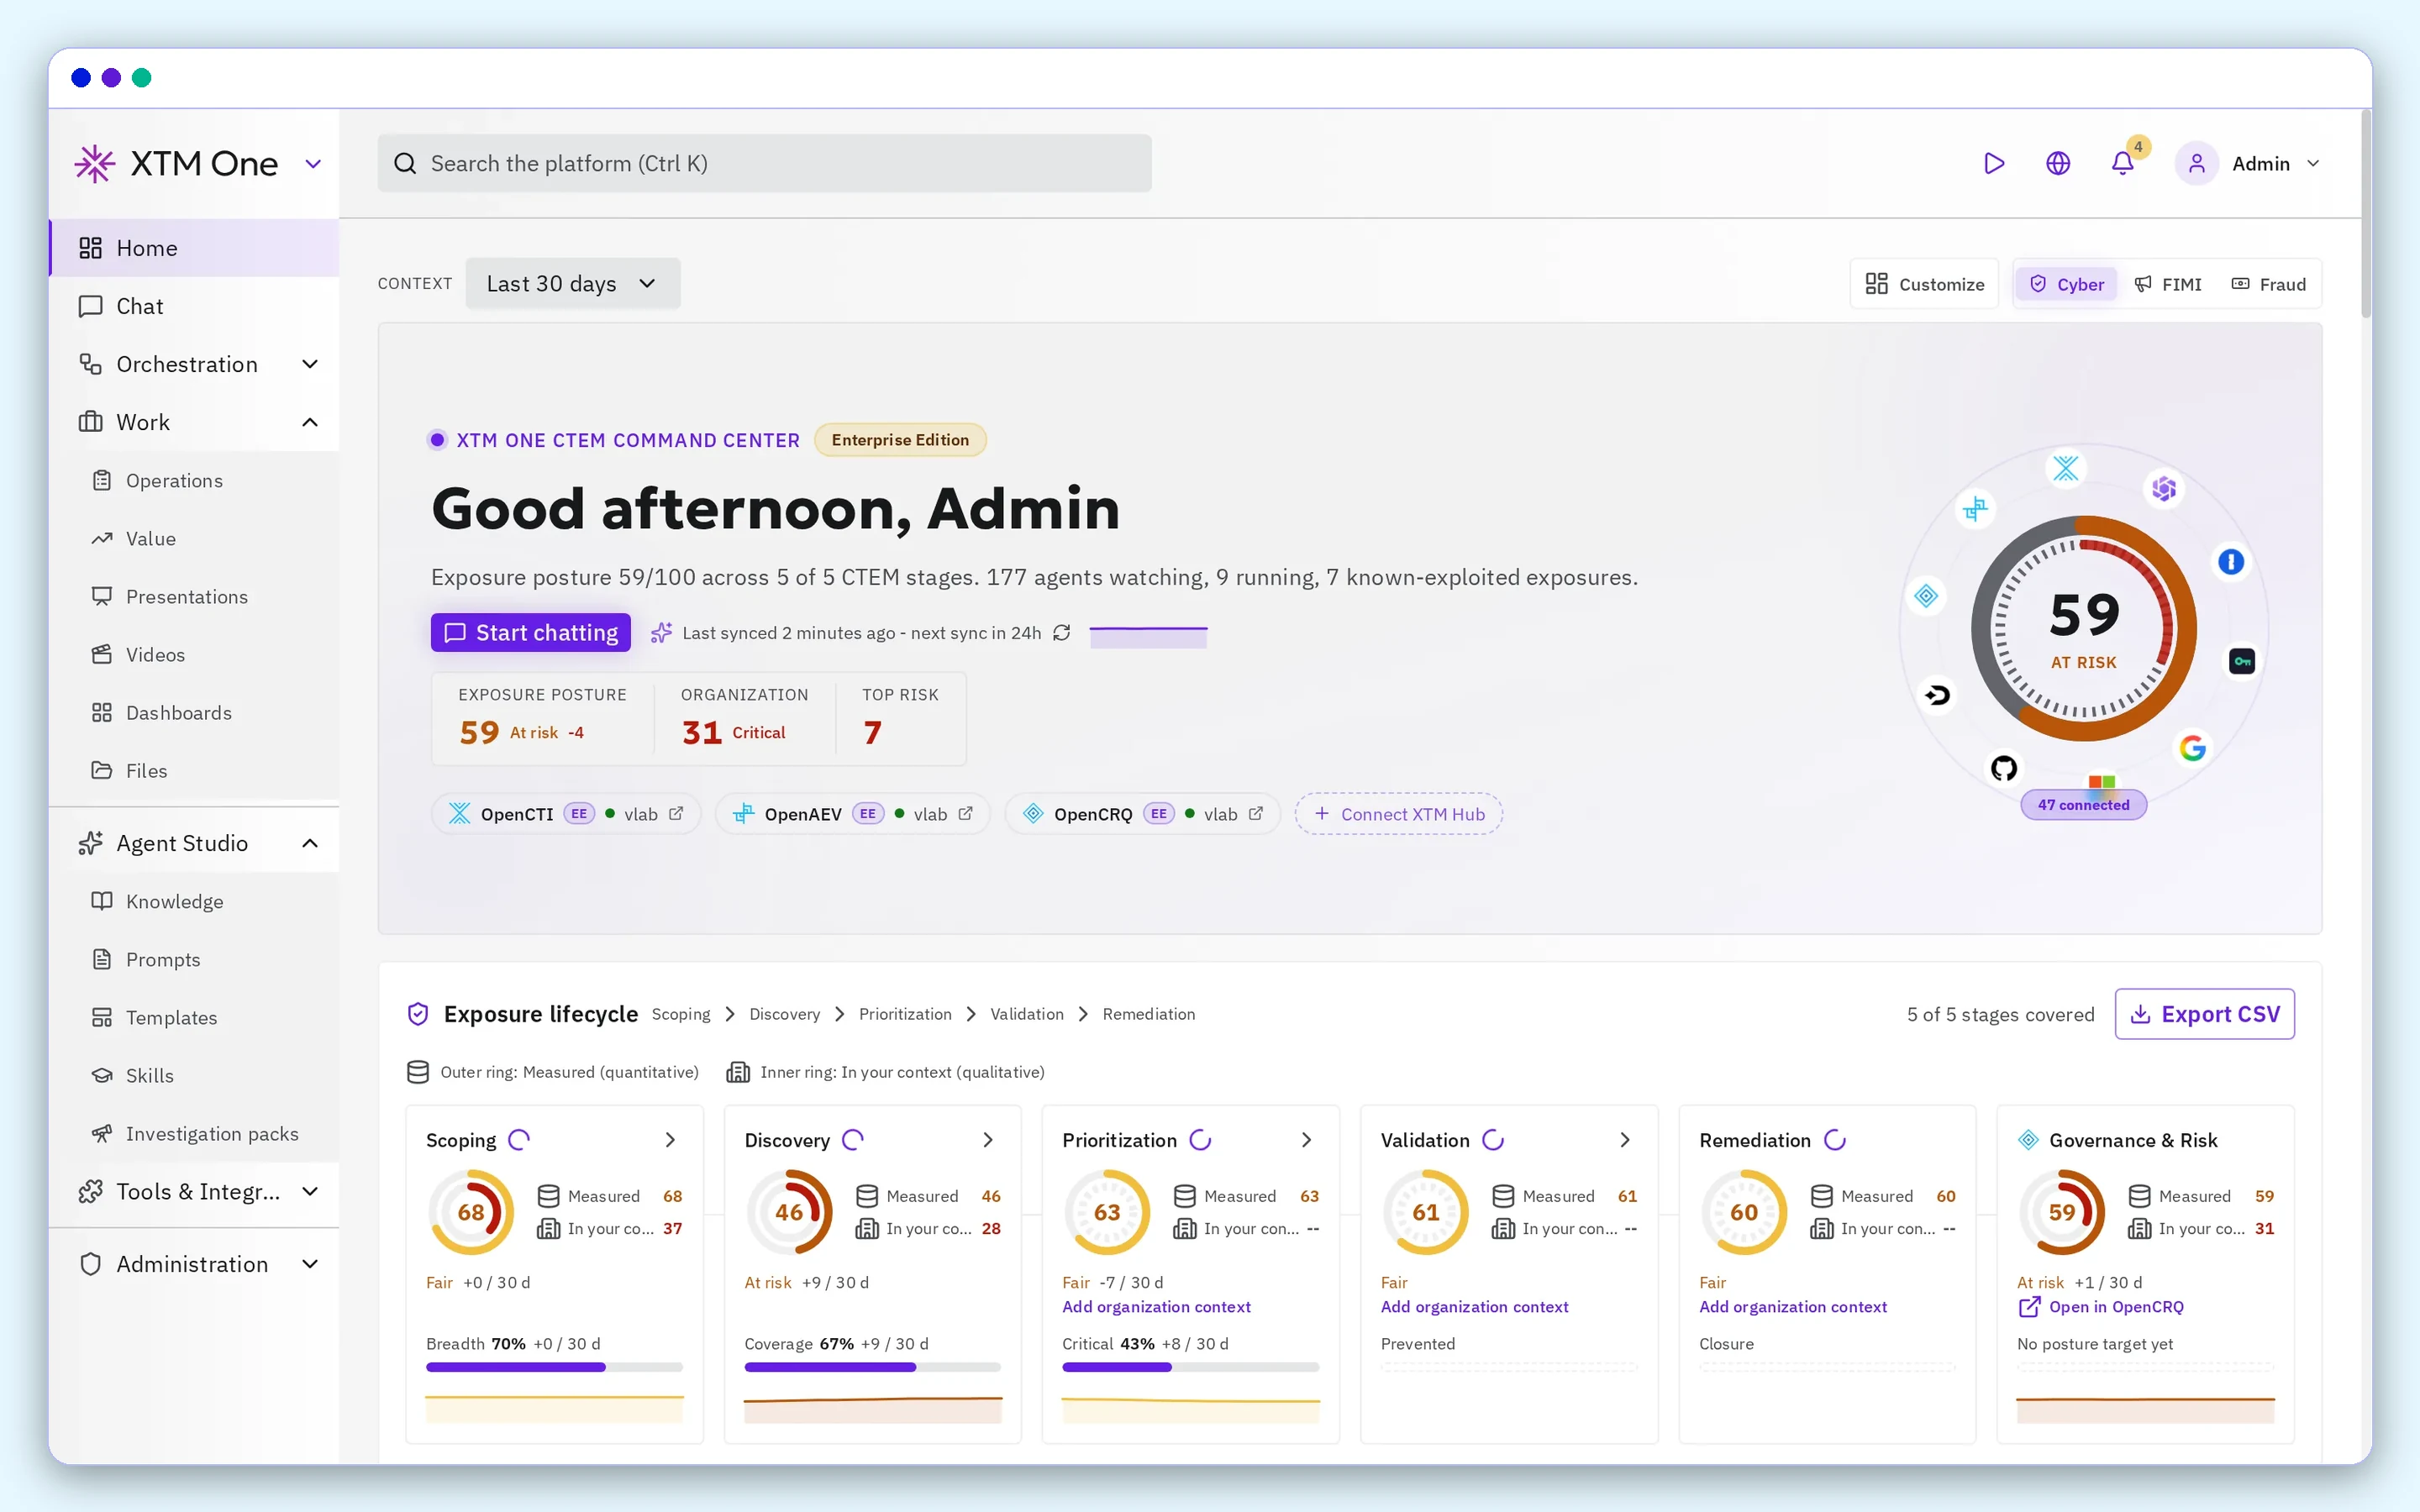 XTM One
Search the platform (Ctrl K)
4
Admin
Home
Chat
Orchestration
Work
Operations
Value
Presentations
Videos
Dashboards
Files
Agent Studio
Knowledge
Prompts
Templates
Skills
Investigation packs
Tools & Integr...
Administration
CONTEXT
Last 30 days
Customize
Cyber
FIMI
Fraud
XTM ONE CTEM COMMAND CENTER
Enterprise Edition
Good afternoon, Admin
Exposure posture 59/100 across 5 of 5 CTEM stages. 177 agents watching, 9 running, 7 known-exploited exposures.
Start chatting
Last synced 2 minutes ago - next sync in 24h
EXPOSURE POSTURE
59 At risk -4
ORGANIZATION
31 Critical
TOP RISK
7
OpenCTI EE vlab
OpenAEV EE vlab
OpenCRQ EE vlab
Connect XTM Hub
59
AT RISK
47 connected
Exposure lifecycle
Scoping
Discovery
Prioritization
Validation
Remediation
5 of 5 stages covered
Export CSV
Outer ring: Measured (quantitative)
Inner ring: In your context (qualitative)
Scoping
68
Measured 68
In your co... 37
Fair +0 / 30 d
Breadth 70% +0 / 30 d
Discovery
46
Measured 46
In your co... 28
At risk +9 / 30 d
Coverage 67% +9 / 30 d
Prioritization
63
Measured 63
In your con... --
Fair -7 / 30 d
Add organization context
Critical 43% +8 / 30 d
Validation
61
Measured 61
In your con... --
Fair
Add organization context
Prevented
Remediation
60
Measured 60
In your con... --
Fair
Add organization context
Closure
Governance & Risk
59
Measured 59
In your co... 31
At risk +1 / 30 d
Open in OpenCRQ
No posture target yet